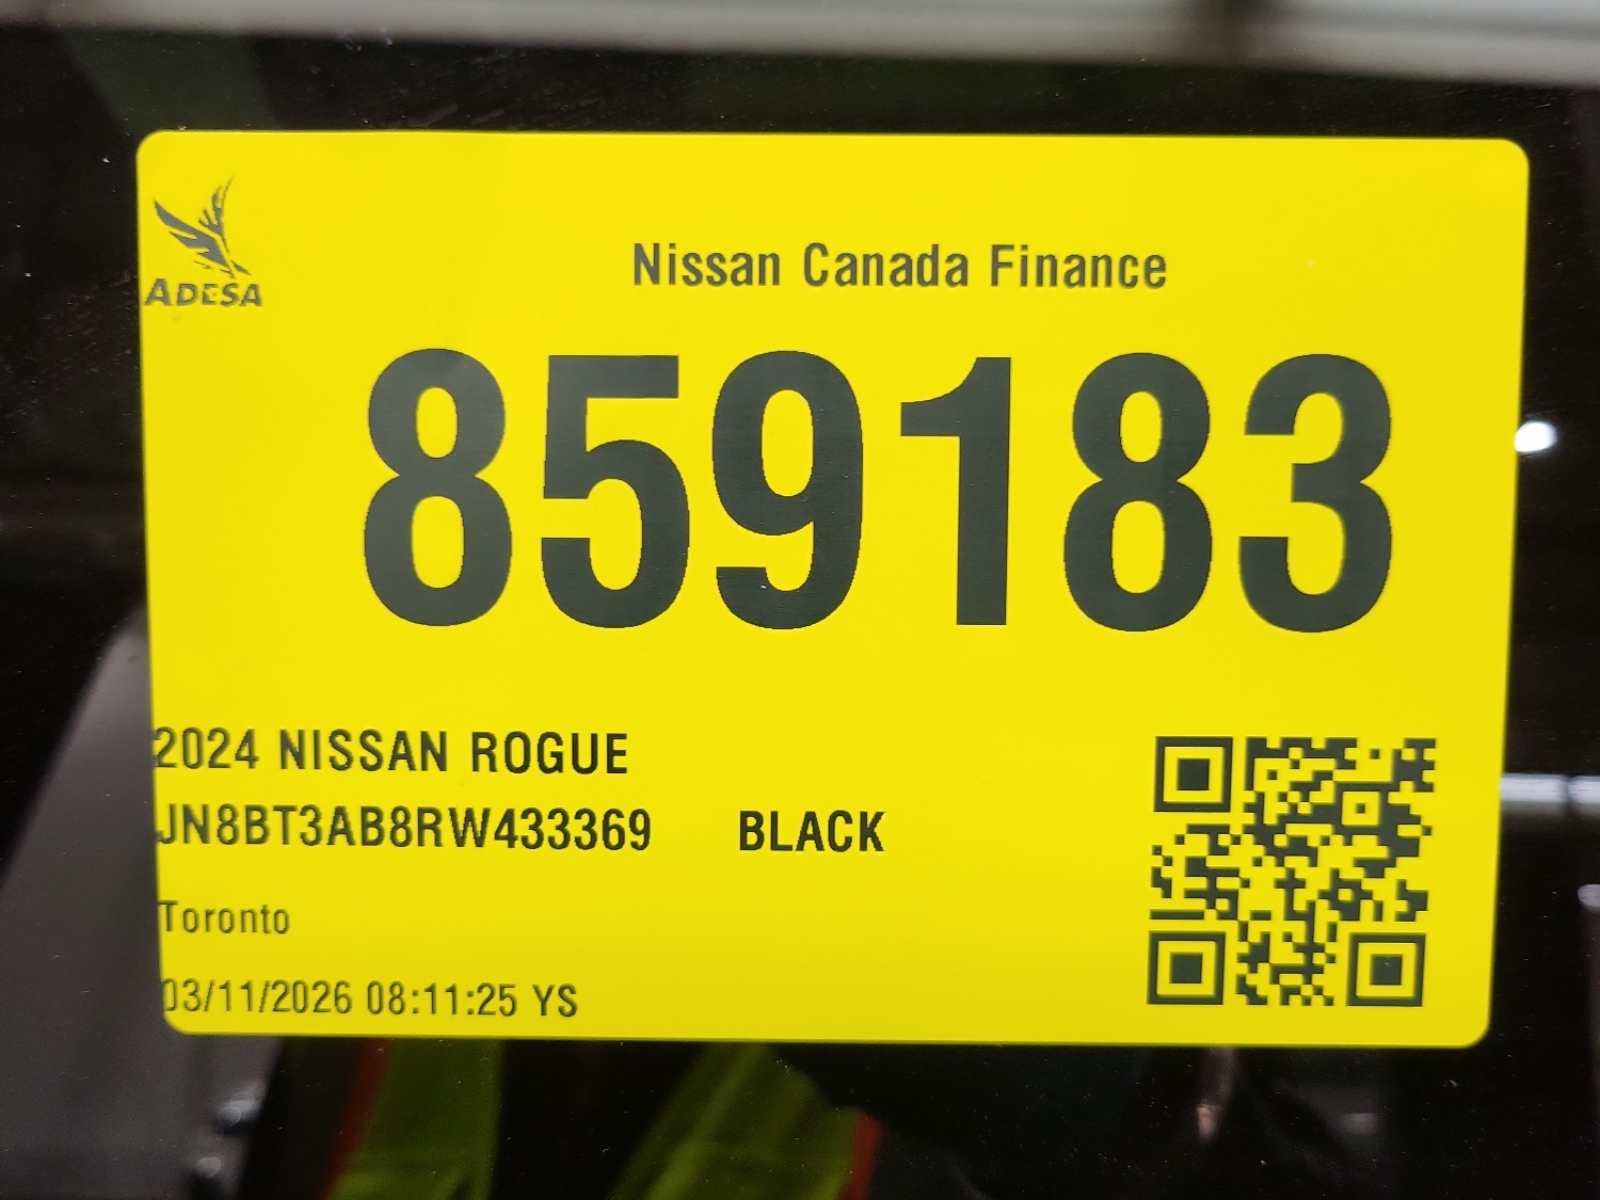 ADESA
Nissan Canada Finance
859183
2024 NISSAN ROGUE
JN8BT3AB8RW433369 BLACK
Toronto
03/11/2026 08:11:25 YS